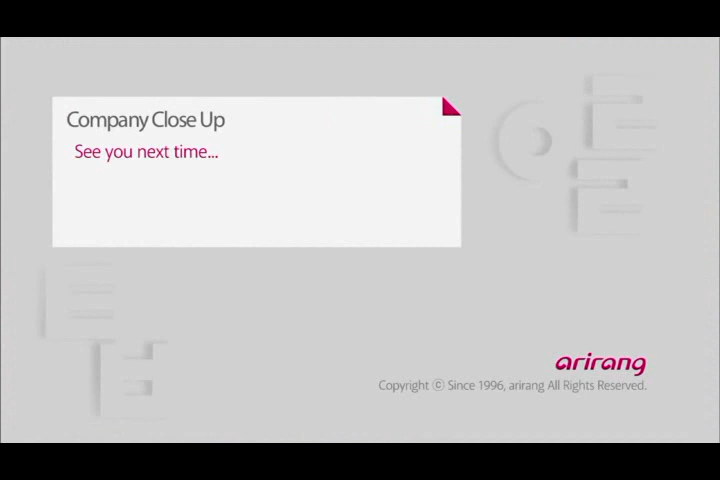 Company Close Up
See you next time...
arirang
Copyright ⓒ Since 1996, arirang All Rights Reserved.